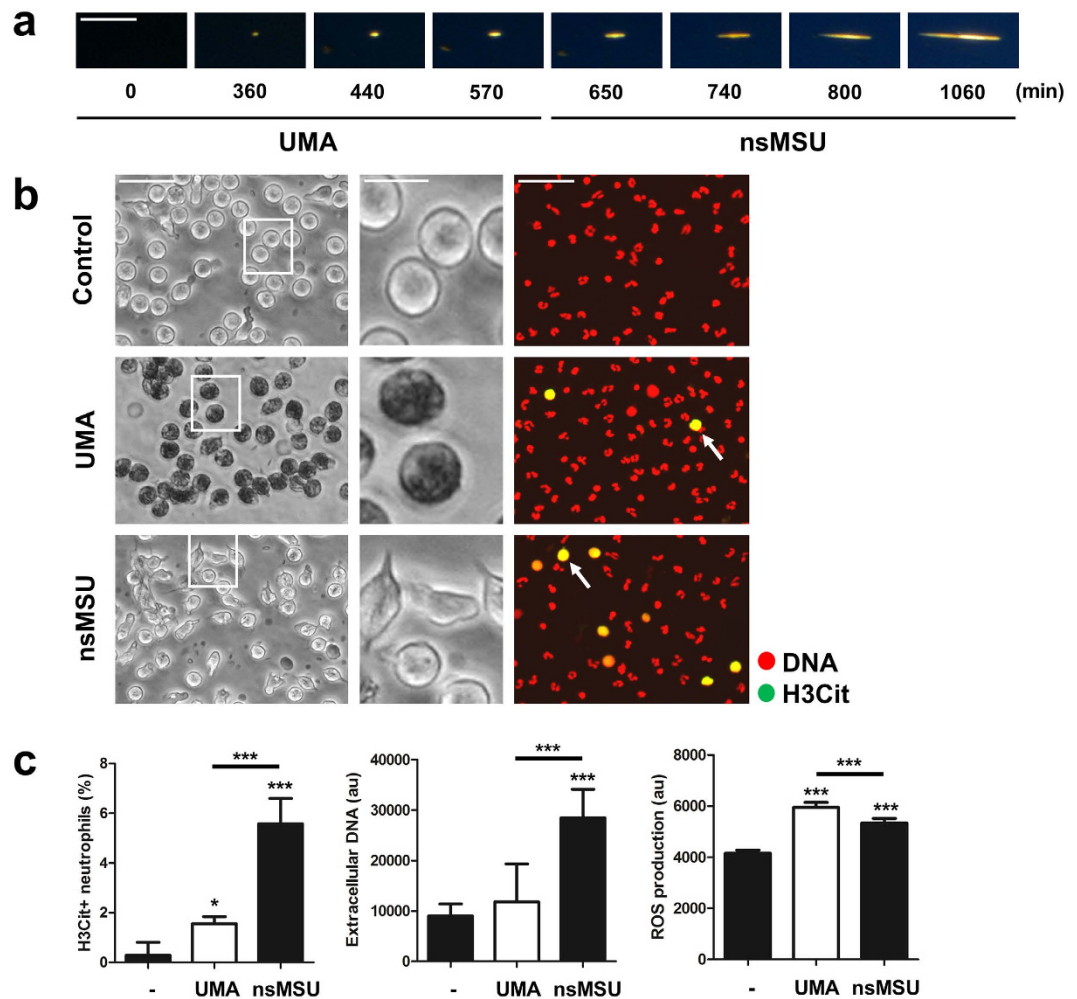 a
0 360 440 570 650 740 800 1060 (min)
UMA nsMSU
b
Control
UMA
nsMSU
DNA
H3Cit
c
H3Cit+ neutrophils (%)
8
6
4
2
0
***
***
*
- UMA nsMSU
Extracellular DNA (au)
40000
30000
20000
10000
0
***
***
- UMA nsMSU
ROS production (au)
8000
6000
4000
2000
0
***
***
***
- UMA nsMSU